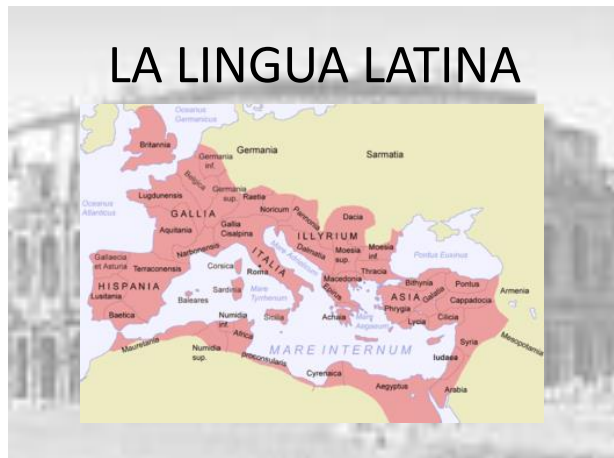 LA LINGUA LATINA
Oceanus
Germanicus
Britannia
Germania
inf.
Germania
Sarmatia
Belgica
Oceanus
Atlanticus
Lugdunensis
Germania
sup.
Raetia
Noricum
Pannonia
Dacia
GALLIA
Aquitania
Gallia
Cisalpina
ILLYRIUM
Dalmatia
Moesia
sup.
Moesia
inf.
Pontus Euxinus
Gallaecia
et Asturia
Terraconensis
Narbonensis
Corsica
ITALIA
Roma
Mare Adriaticum
Macedonia
Thracia
Epirus
Bithynia
Pontus
Armenia
HISPANIA
Lusitania
Baetica
Baleares
Sardinia
Mare
Tyrrhenum
Sicilia
Achaia
Mare
Aegaeum
ASIA
Galatia
Phrygia
Cappadocia
Lycia
Cilicia
Mesopotamia
Syria
Mauretania
Numidia
inf.
Numidia
sup.
Africa
proconsularis
MARE INTERNUM
Iudaea
Cyrenaica
Aegyptus
Arabia